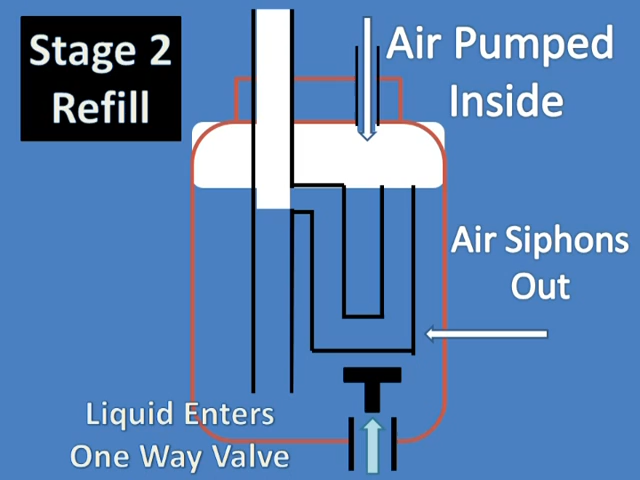 Stage 2
Refill
Air Pumped
Inside
Air Siphons
Out
Liquid Enters
One Way Valve